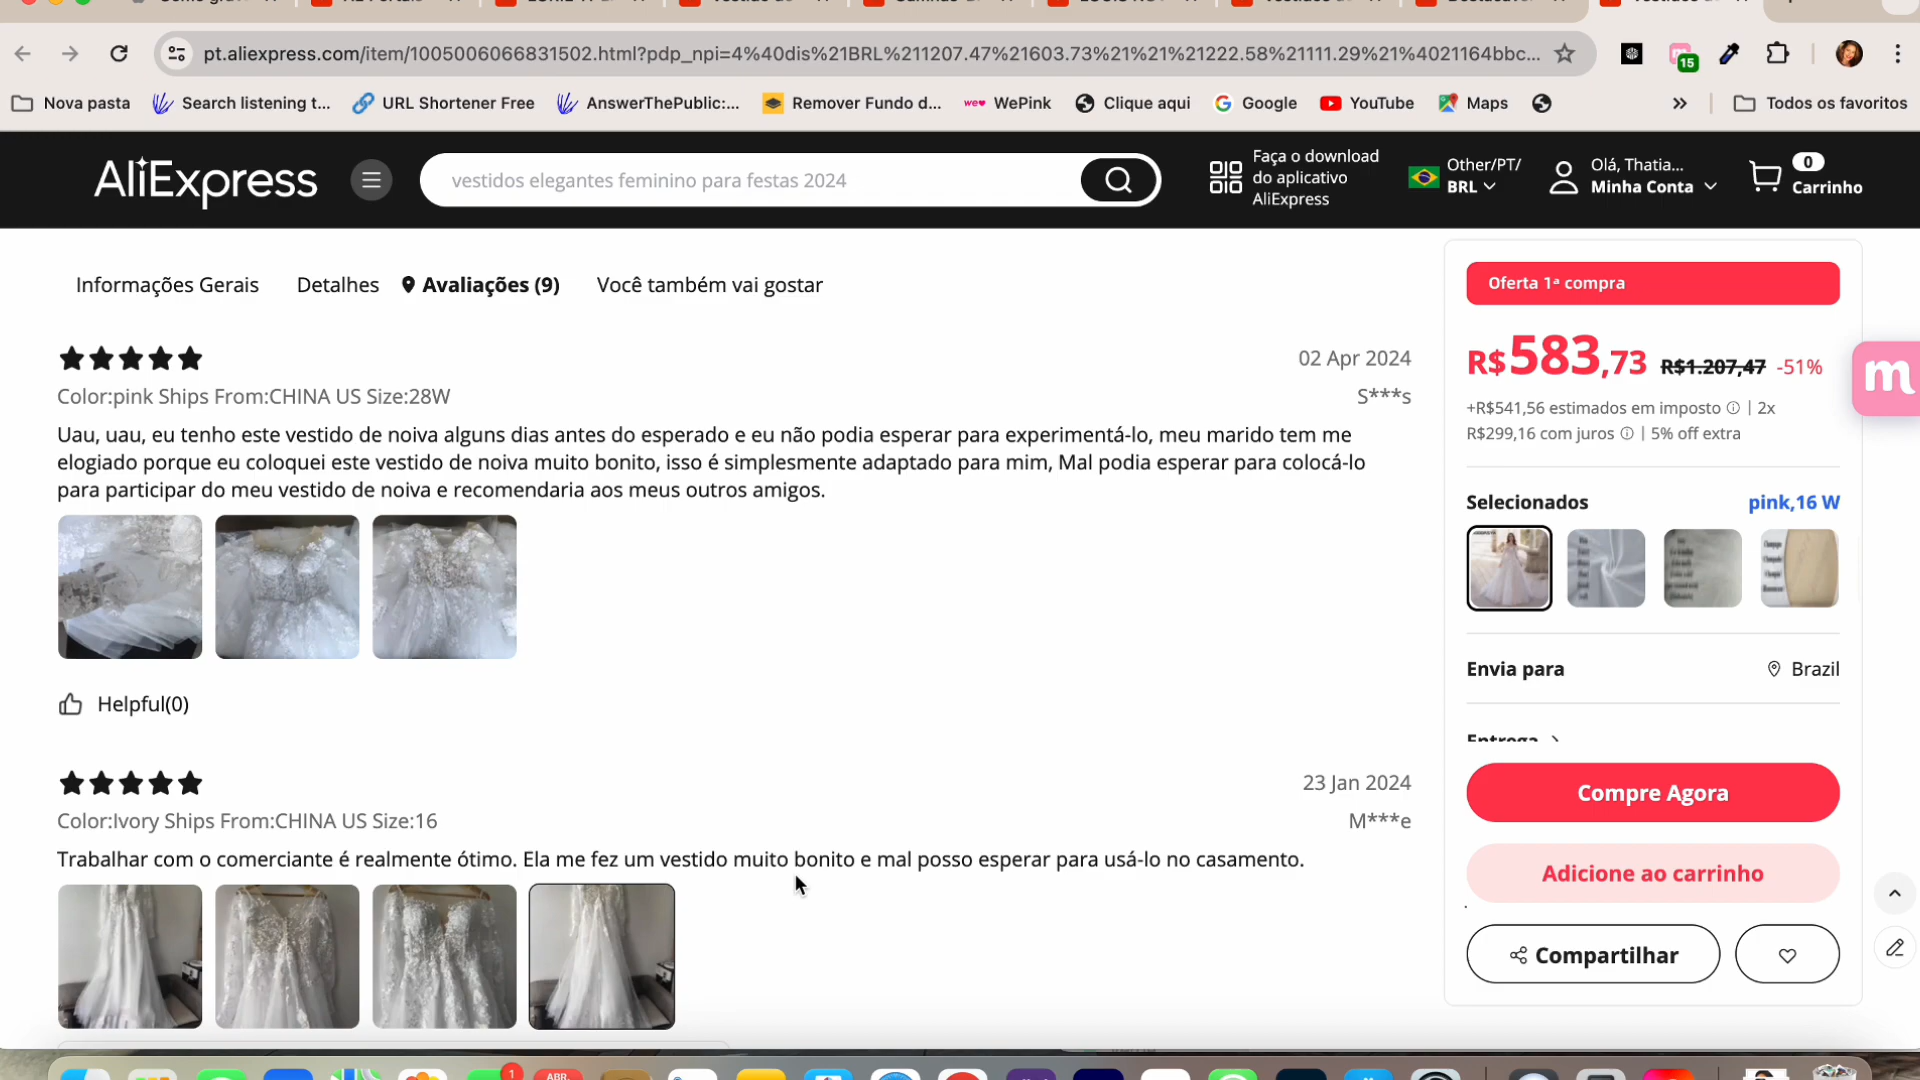 pt.aliexpress.com/item/1005006066831502.html?pdp_npi=4%40dis%21BRL%211207.47%21603.73%21%21%21222.58%21111.29%21%4021164bbc...
15
Nova pasta
Search listening t...
URL Shortener Free
AnswerThePublic:...
Remover Fundo d...
we♥ WePink
Clique aqui
Google
YouTube
Maps
»
Todos os favoritos
AliExpress
vestidos elegantes feminino para festas 2024
Faça o download
do aplicativo
AliExpress
Other/PT/
BRL
Olá, Thatia...
Minha Conta
0
Carrinho
Informações Gerais
Detalhes
Avaliações (9)
Você também vai gostar
02 Apr 2024
Color:pink Ships From:CHINA US Size:28W
S***s
Uau, uau, eu tenho este vestido de noiva alguns dias antes do esperado e eu não podia esperar para experimentá-lo, meu marido tem me
elogiado porque eu coloquei este vestido de noiva muito bonito, isso é simplesmente adaptado para mim, Mal podia esperar para colocá-lo
para participar do meu vestido de noiva e recomendaria aos meus outros amigos.
Helpful(0)
23 Jan 2024
Color:Ivory Ships From:CHINA US Size:16
M***e
Trabalhar com o comerciante é realmente ótimo. Ela me fez um vestido muito bonito e mal posso esperar para usá-lo no casamento.
Oferta 1ª compra
R$583,73 R$1.207,47 -51%
+R$541,56 estimados em imposto | 2x
R$299,16 com juros | 5% off extra
m
Selecionados
pink,16 W
Envia para
Brazil
Entrega
Compre Agora
Adicione ao carrinho
Compartilhar
1
ABR.